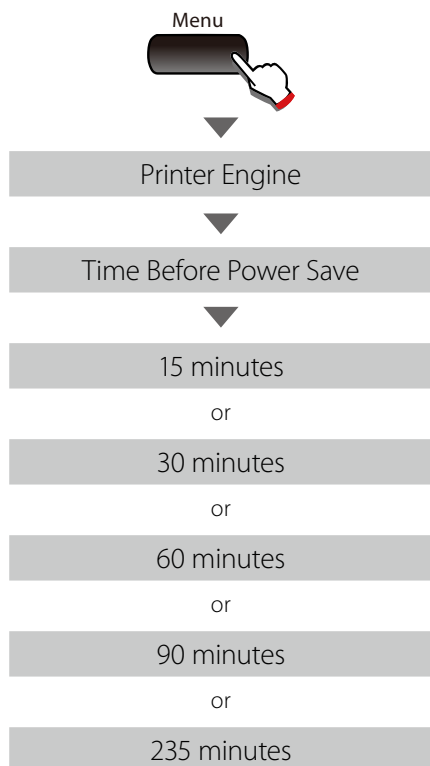 Menu
Printer Engine
Time Before Power Save
15 minutes
or
30 minutes
or
60 minutes
or
90 minutes
or
235 minutes